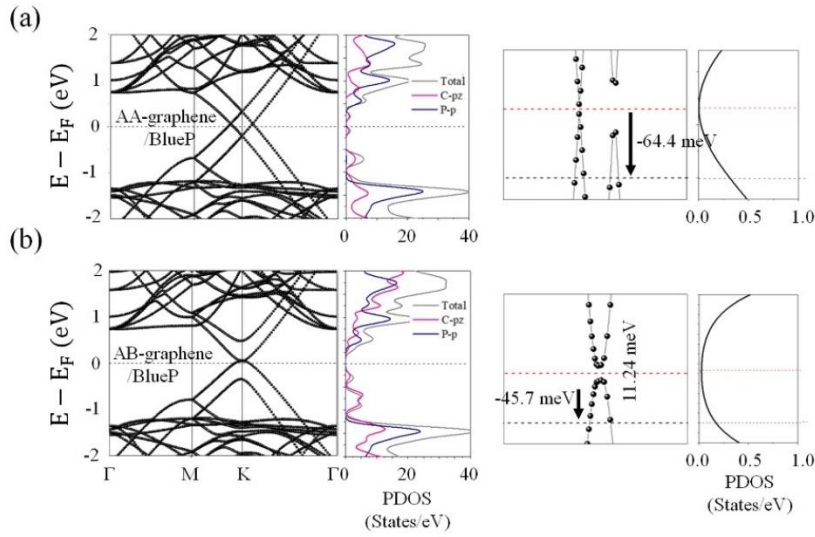 (a)
2
1
0
-1
-2
E − E_F (eV)
AA-graphene
/BlueP
Total
C-pz
P-p
0 20 40
-64.4 meV
0.0 0.5 1.0
(b)
2
1
0
-1
-2
E − E_F (eV)
AB-graphene
/BlueP
Total
C-pz
P-p
Γ M K Γ
0 20 40
PDOS
(States/eV)
-45.7 meV
11.24 meV
0.0 0.5 1.0
PDOS
(States/eV)